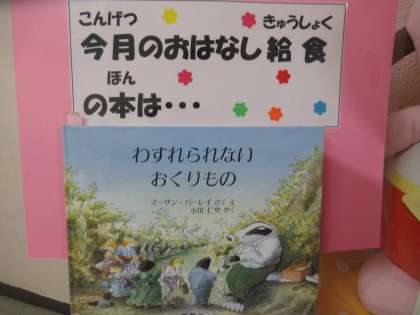 こんげつ きゅうしょく
今月のおはなし給食
ほん
の本は・・・
わすれられない
おくりもの
スーザン・バーレイ さく え
小川 仁央 やく